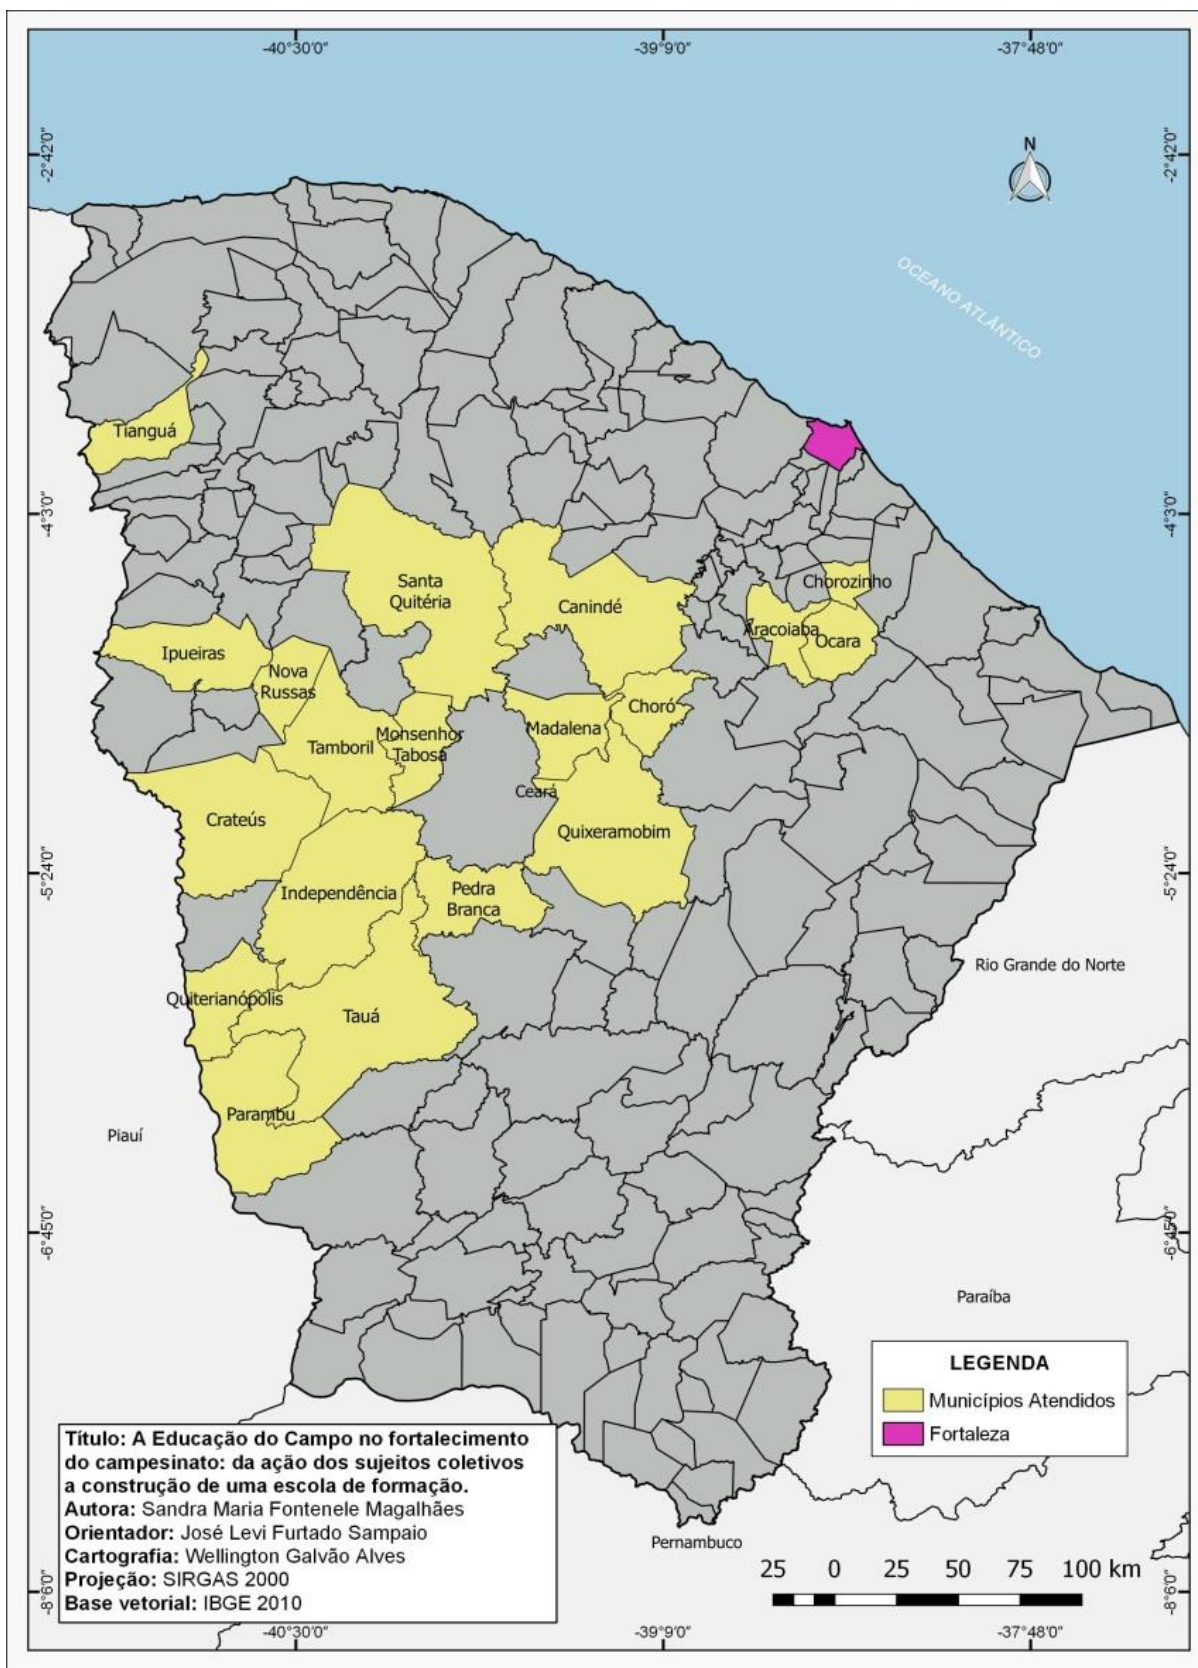 -40°30'0"
-39°9'0"
-37°48'0"
-2°42'0"
-2°42'0"
N
OCEANO ATLÂNTICO
Tianguá
-4°3'0"
-4°3'0"
Santa
Quitéria
Canindé
Chorozinho
Aracoiaba
Ocara
Ipueiras
Nova
Russas
Choró
Madalena
Monsenhor
Tabosa
Tamboril
Ceará
Crateús
Quixeramobim
-5°24'0"
-5°24'0"
Independência
Pedra
Branca
Rio Grande do Norte
Quiterianópolis
Tauá
Parambu
Piauí
-6°45'0"
-6°45'0"
Paraíba
LEGENDA
Municípios Atendidos
Fortaleza
Título: A Educação do Campo no fortalecimento
do campesinato: da ação dos sujeitos coletivos
a construção de uma escola de formação.
Autora: Sandra Maria Fontenele Magalhães
Orientador: José Levi Furtado Sampaio
Cartografia: Wellington Galvão Alves
Projeção: SIRGAS 2000
Base vetorial: IBGE 2010
Pernambuco
25 0 25 50 75 100 km
-8°6'0"
-8°6'0"
-40°30'0"
-39°9'0"
-37°48'0"